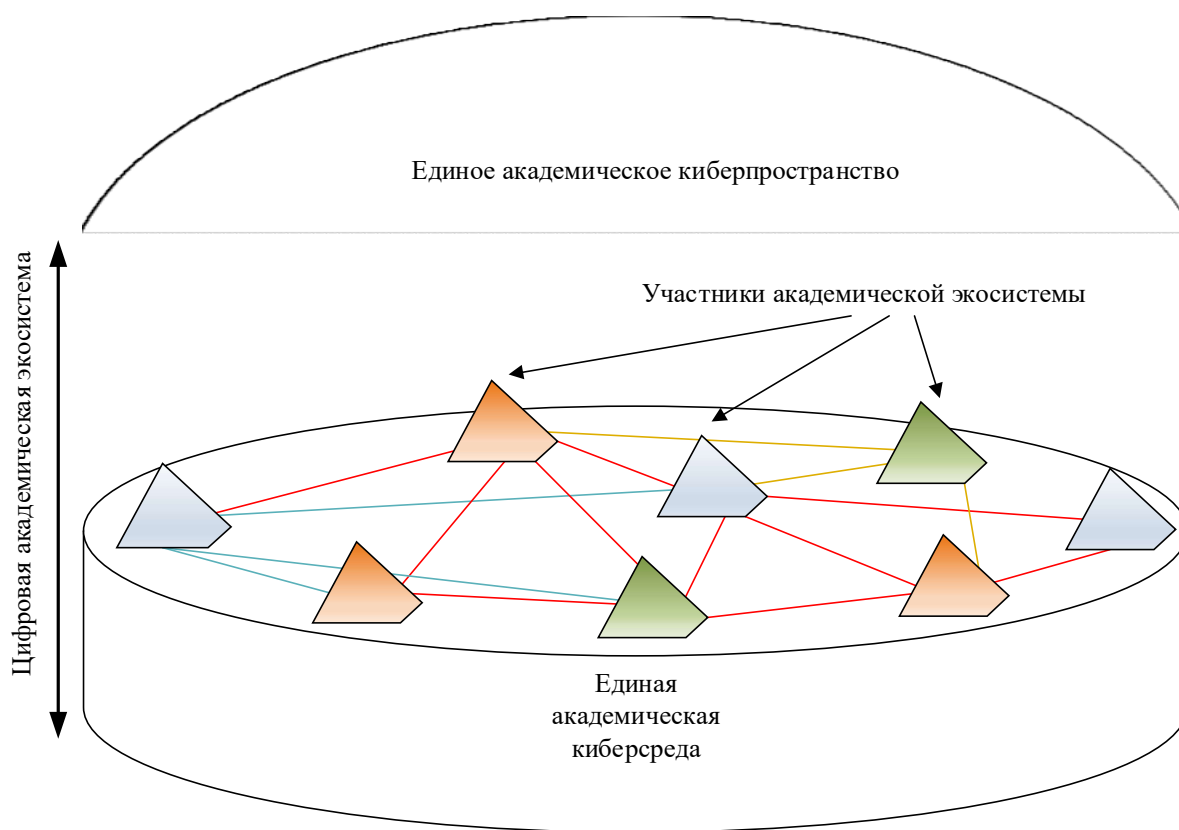 Единое академическое киберпространство
Цифровая академическая экосистема
Участники академической экосистемы
Единая
академическая
киберсреда